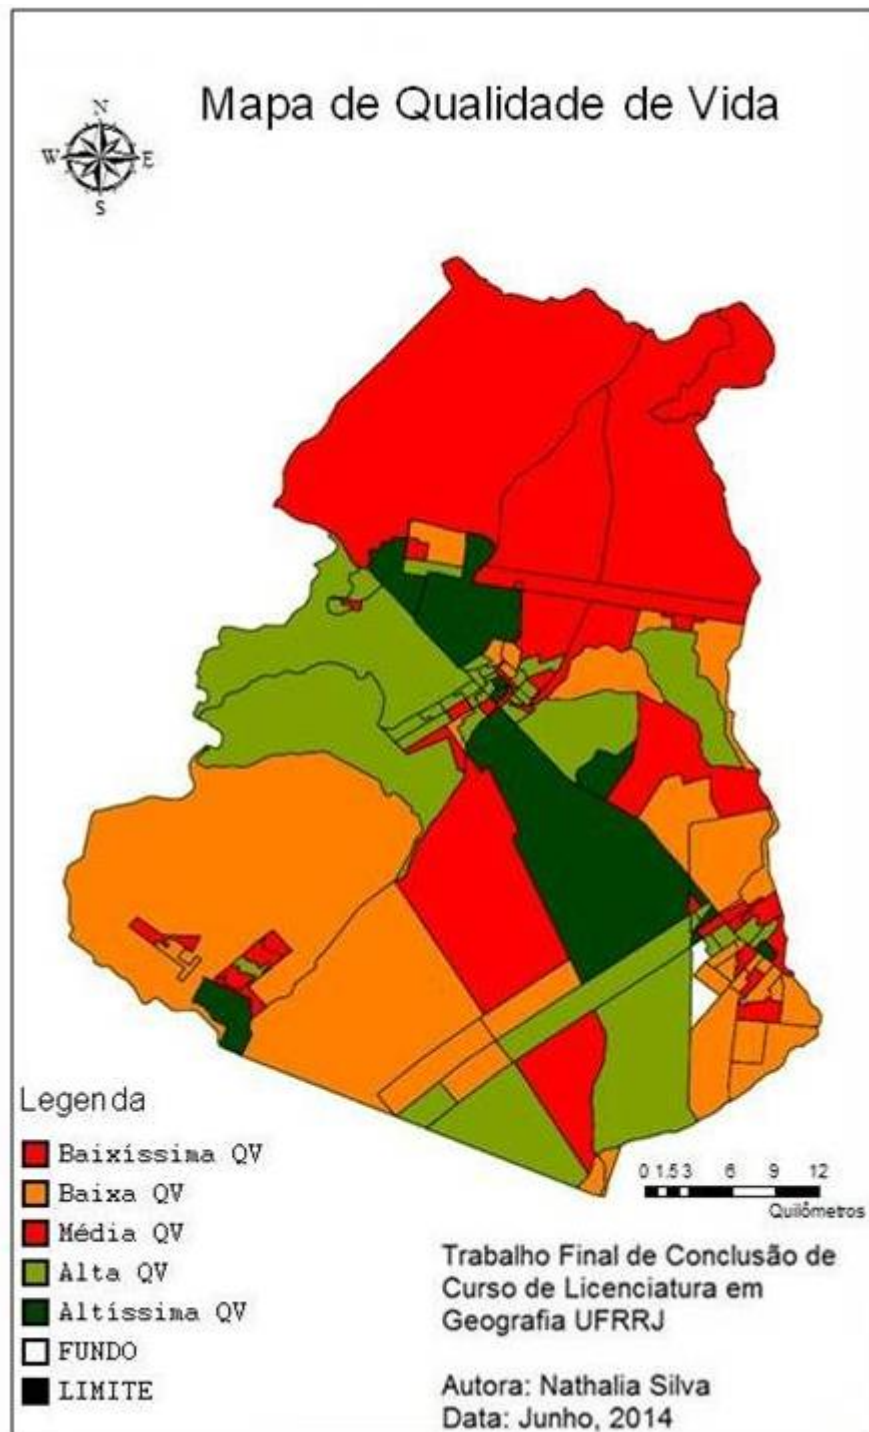 Mapa de Qualidade de Vida
N
W E
S
Legenda
Baixíssima QV
Baixa QV
Média QV
Alta QV
Altíssima QV
FUNDO
LIMITE
0 1.5 3 6 9 12
Quilômetros
Trabalho Final de Conclusão de
Curso de Licenciatura em
Geografia UFRRJ
Autora: Nathalia Silva
Data: Junho, 2014